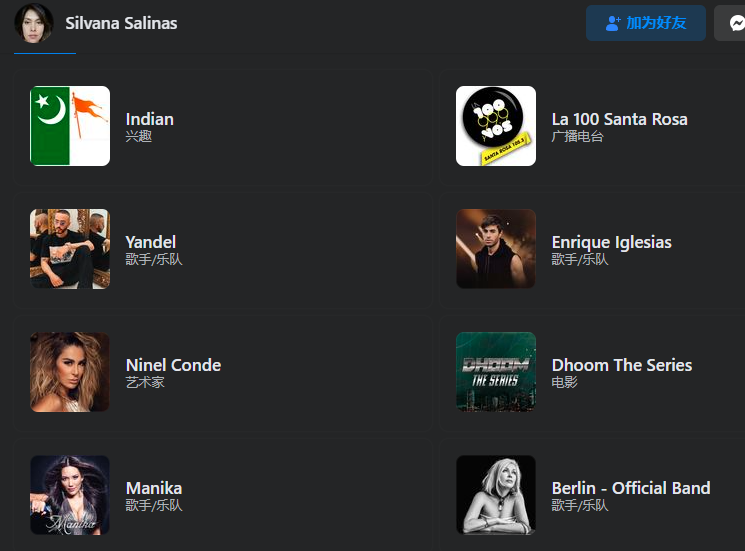 Silvana Salinas
加为好友
Indian
兴趣
La 100 Santa Rosa
广播电台
100
NOS
SANTA ROSA 100.3
Yandel
歌手/乐队
Enrique Iglesias
歌手/乐队
Ninel Conde
艺术家
DHOOM
THE SERIES
Dhoom The Series
电影
Manika
Manika
歌手/乐队
Berlin - Official Band
歌手/乐队